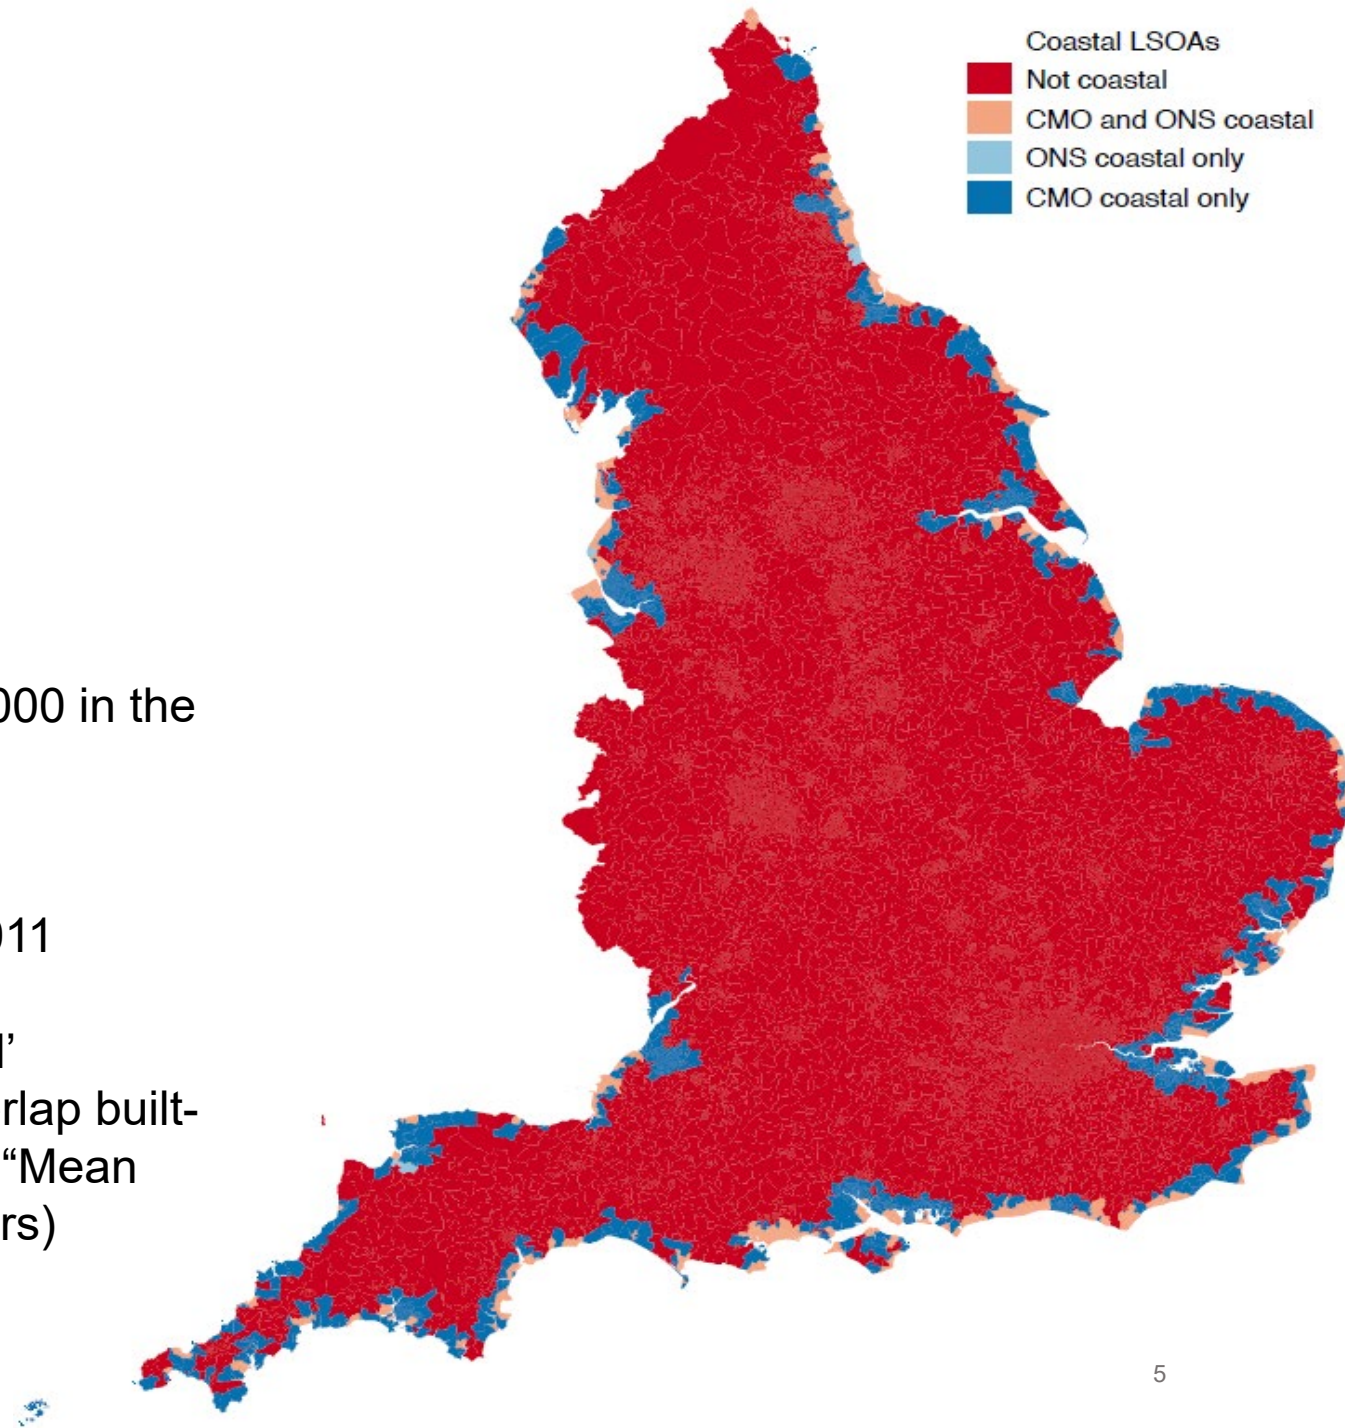 Coastal LSOAs
Not coastal
CMO and ONS coastal
ONS coastal only
CMO coastal only
000 in the
011
l’
rlap built-
“Mean
rs)
5